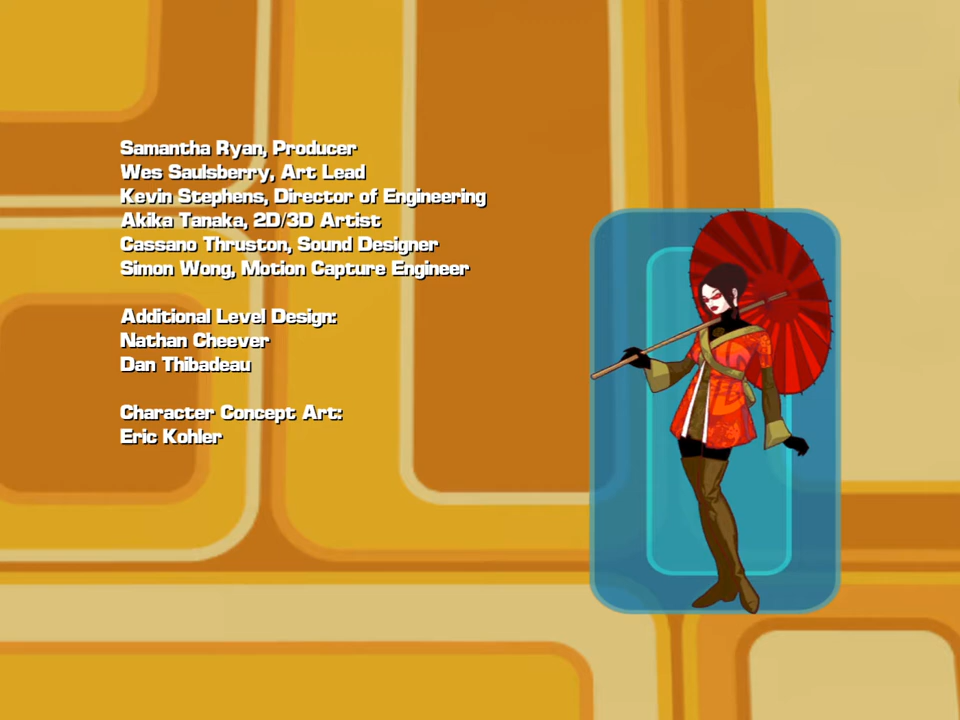 Samantha Ryan, Producer
Wes Saulsberry, Art Lead
Kevin Stephens, Director of Engineering
Akika Tanaka, 2D/3D Artist
Cassano Thruston, Sound Designer
Simon Wong, Motion Capture Engineer
Additional Level Design:
Nathan Cheever
Dan Thibadeau
Character Concept Art:
Eric Kohler